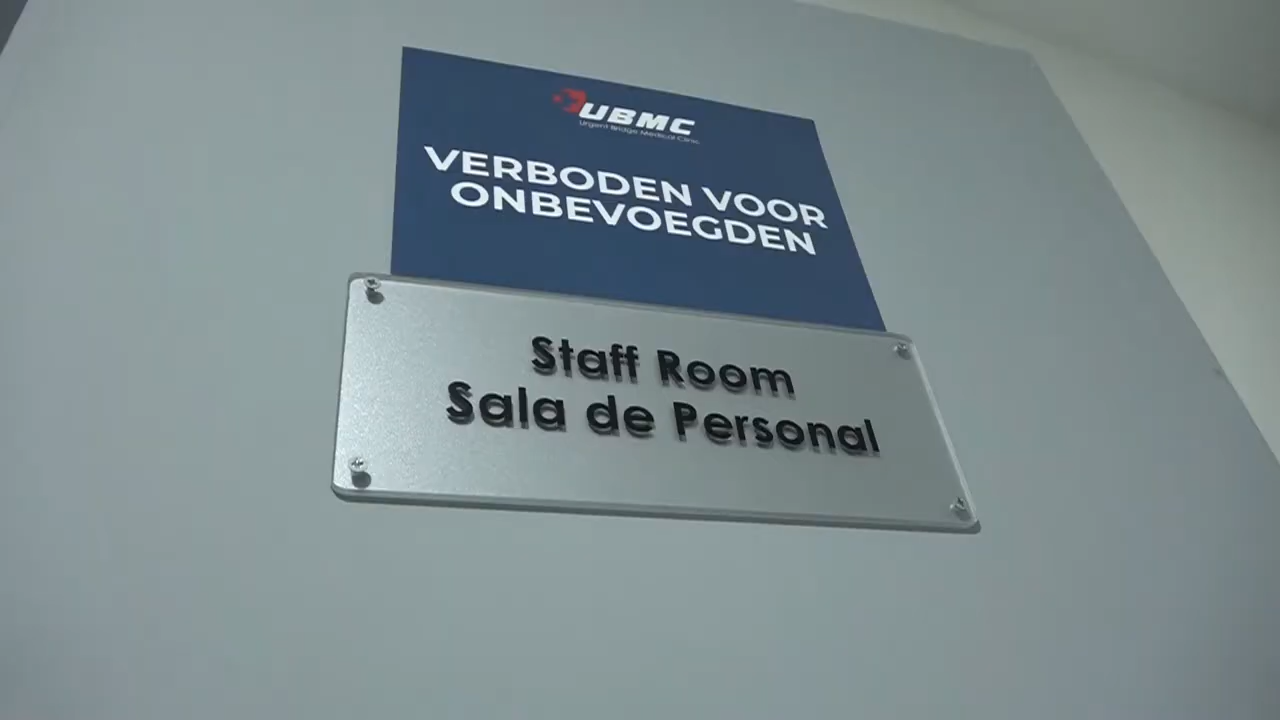 UBMC
Urgent Bridge Medical Clinic
VERBODEN VOOR
ONBEVOEGDEN
Staff Room
Sala de Personal